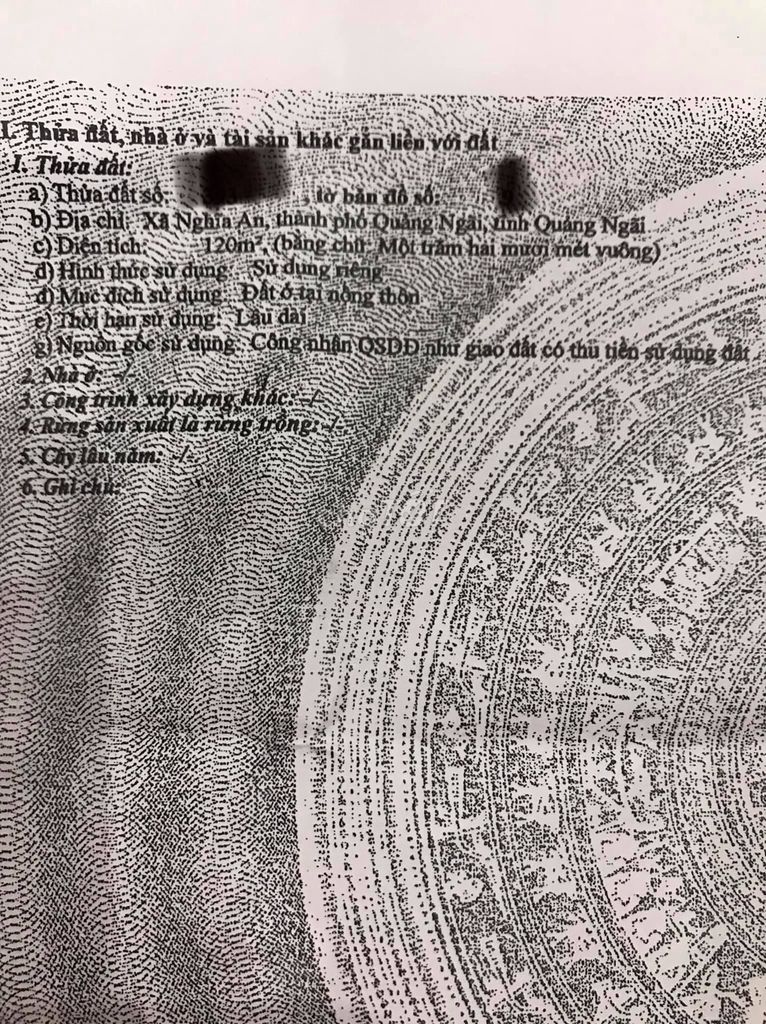 I. Thửa đất, nhà ở và tài sản khác gắn liền với đất
1. Thửa đất:
a) Thửa đất số: , tờ bản đồ số:
b) Địa chỉ: Xã Nghĩa An, thành phố Quảng Ngãi, tỉnh Quảng Ngãi
c) Diện tích: 120m², (bằng chữ: Một trăm hai mươi mét vuông)
d) Hình thức sử dụng: Sử dụng riêng
đ) Mục đích sử dụng: Đất ở tại nông thôn
e) Thời hạn sử dụng: Lâu dài
g) Nguồn gốc sử dụng: Công nhận QSDĐ như giao đất có thu tiền sử dụng đất
2. Nhà ở: -/-
3. Công trình xây dựng khác: -/-
4. Rừng sản xuất là rừng trồng: -/-
5. Cây lâu năm: -/-
6. Ghi chú: